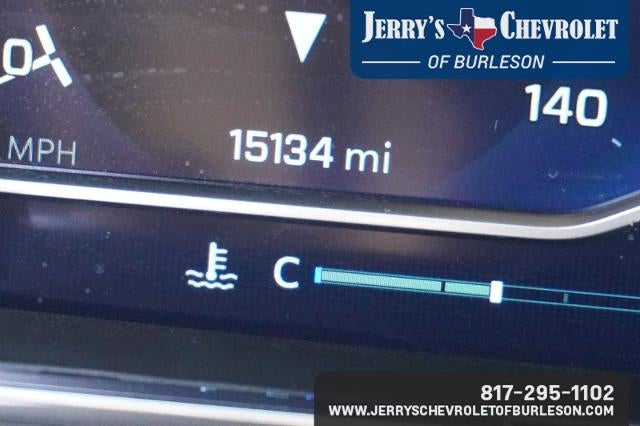 JERRY'S CHEVROLET
OF BURLESON
140
MPH
15134 mi
C
817-295-1102
WWW.JERRYSCHEVROLETOFBURLESON.COM